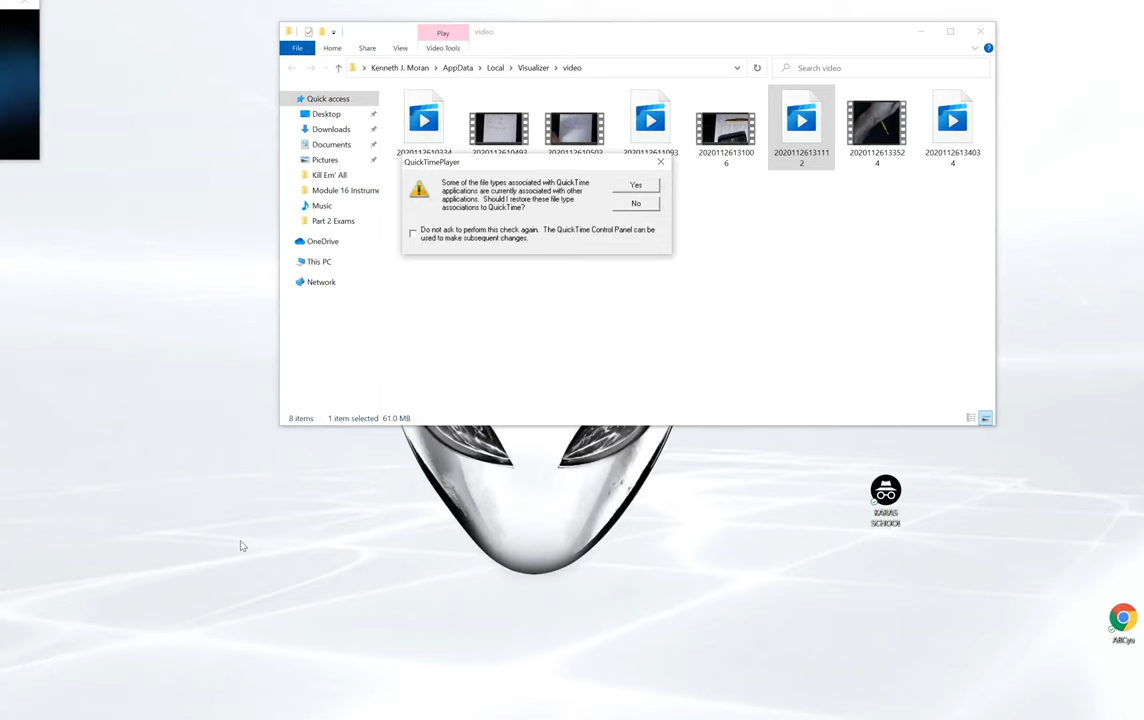 Play
video
File
Home
Share
View
Video Tools
Kenneth J. Moran
AppData
Local
Visualizer
video
Search video
Quick access
Desktop
Downloads
Documents
Pictures
Kill Em' All
Module 16 Instrume
Music
Part 2 Exams
OneDrive
This PC
Network
2020112613100
6
2020112613111
2
2020112613352
4
2020112613403
4
QuickTimePlayer
Some of the file types associated with QuickTime
applications are currently associated with other
applications. Should I restore these file type
associations to QuickTime?
Yes
No
Do not ask to perform this check again. The QuickTime Control Panel can be
used to make subsequent changes.
8 items
1 item selected
61.0 MB
KARAS
SCHOOL
ABCya